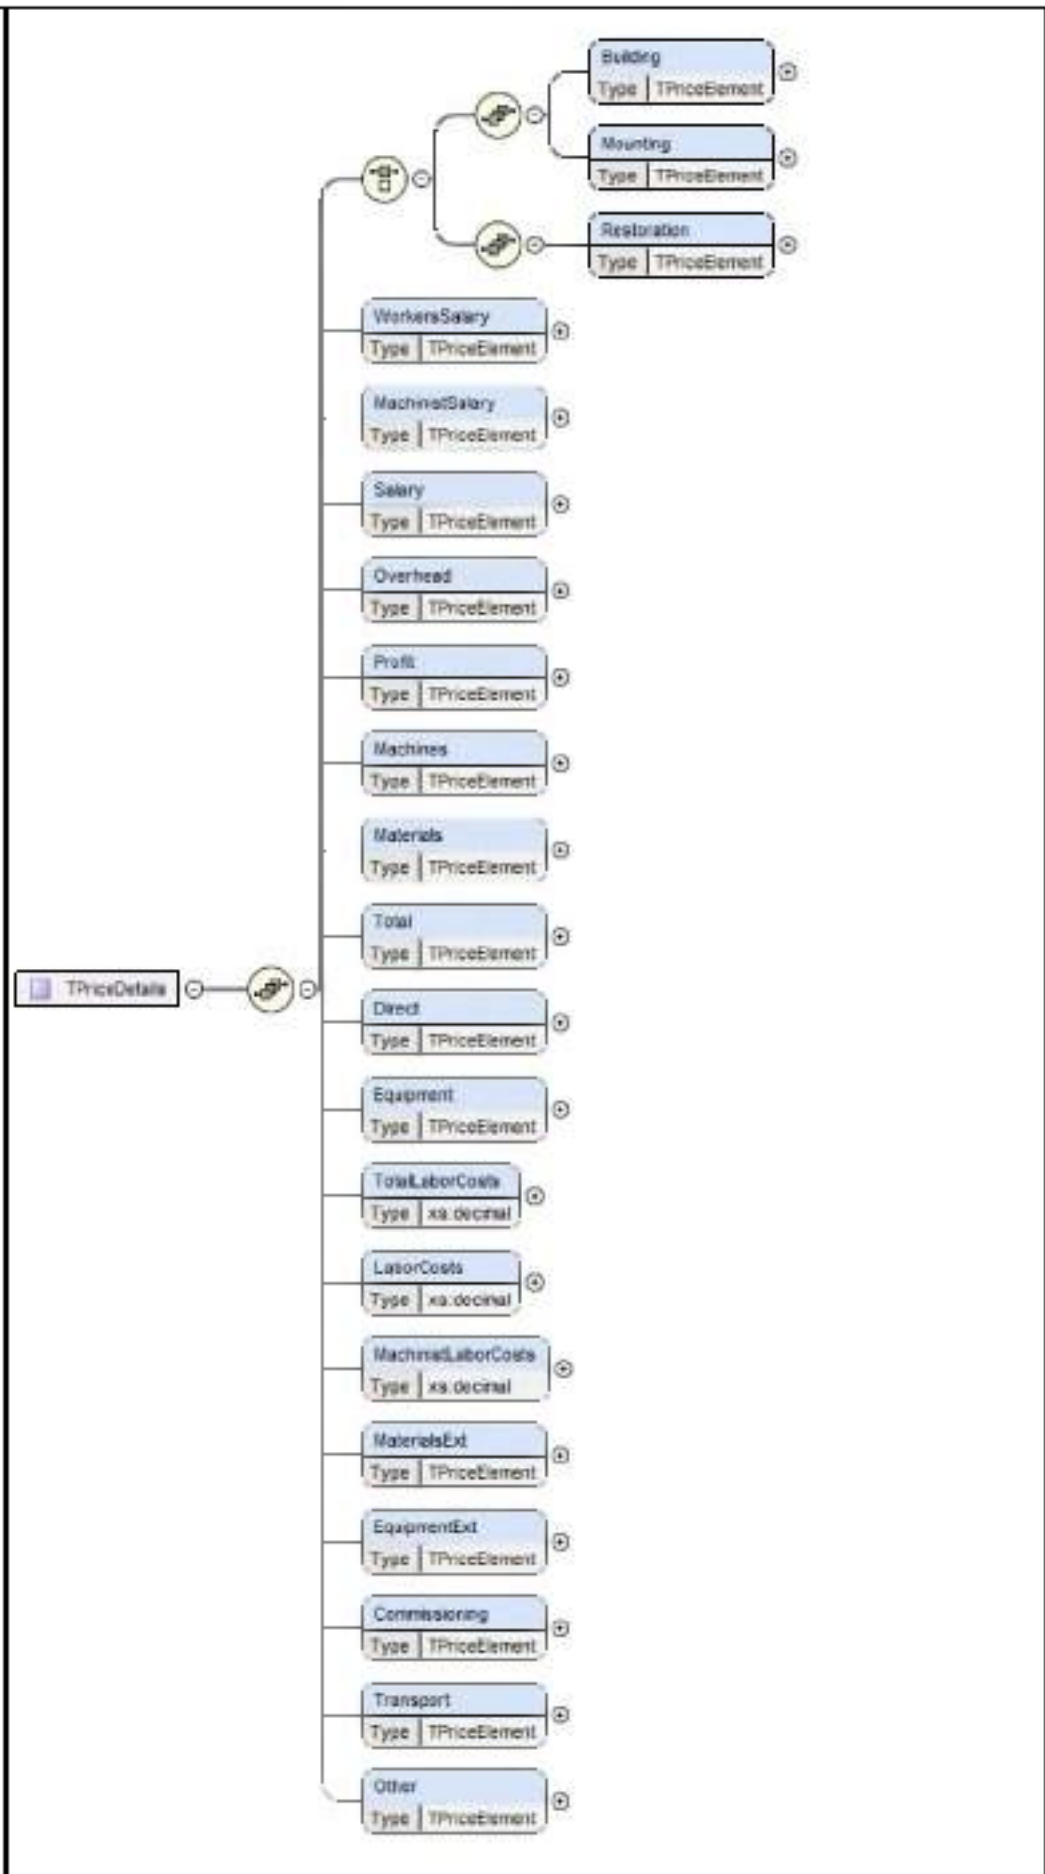 Building
Type TPriceElement
Mounting
Type TPriceElement
Restoration
Type TPriceElement
WorkersSalary
Type TPriceElement
MachinistSalary
Type TPriceElement
Salary
Type TPriceElement
Overhead
Type TPriceElement
Profit
Type TPriceElement
Machines
Type TPriceElement
Materials
Type TPriceElement
Total
Type TPriceElement
TPriceDetails
Direct
Type TPriceElement
Equipment
Type TPriceElement
TotalLaborCosts
Type xs:decimal
LaborCosts
Type xs:decimal
MachinistLaborCosts
Type xs:decimal
MaterialsExt
Type TPriceElement
EquipmentExt
Type TPriceElement
Commissioning
Type TPriceElement
Transport
Type TPriceElement
Other
Type TPriceElement